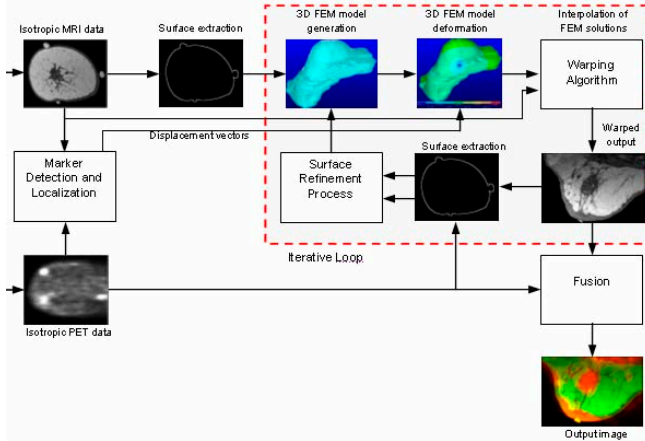 Isotropic MRI data
Surface extraction
3D FEM model
generation
3D FEM model
deformation
Interpolation of
FEM solutions
Warping
Algorithm
Displacement vectors
Warped
output
Marker
Detection and
Localization
Surface
Refinement
Process
Surface extraction
Iterative Loop
Fusion
Isotropic PET data
Output image